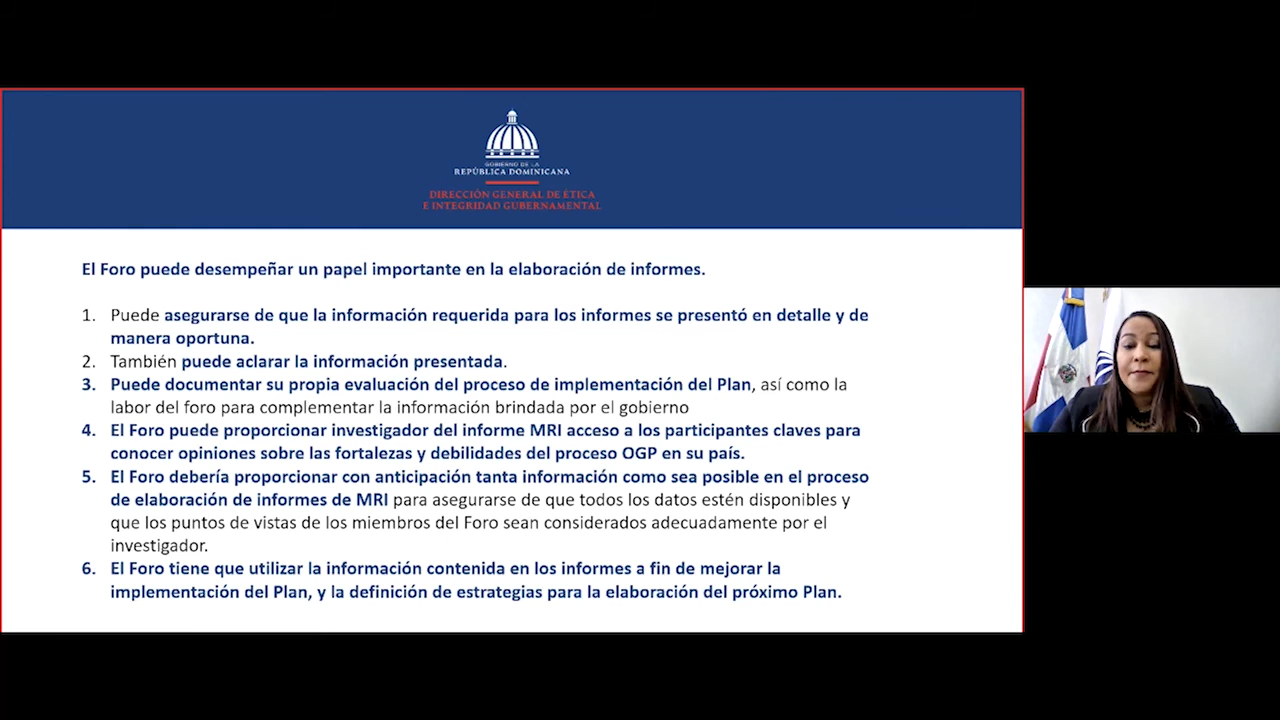 GOBIERNO DE LA
REPÚBLICA DOMINICANA
DIRECCIÓN GENERAL DE ÉTICA
E INTEGRIDAD GUBERNAMENTAL
El Foro puede desempeñar un papel importante en la elaboración de informes.
1. Puede asegurarse de que la información requerida para los informes se presentó en detalle y de
manera oportuna.
2. También puede aclarar la información presentada.
3. Puede documentar su propia evaluación del proceso de implementación del Plan, así como la
labor del foro para complementar la información brindada por el gobierno
4. El Foro puede proporcionar investigador del informe MRI acceso a los participantes claves para
conocer opiniones sobre las fortalezas y debilidades del proceso OGP en su país.
5. El Foro debería proporcionar con anticipación tanta información como sea posible en el proceso
de elaboración de informes de MRI para asegurarse de que todos los datos estén disponibles y
que los puntos de vistas de los miembros del Foro sean considerados adecuadamente por el
investigador.
6. El Foro tiene que utilizar la información contenida en los informes a fin de mejorar la
implementación del Plan, y la definición de estrategias para la elaboración del próximo Plan.